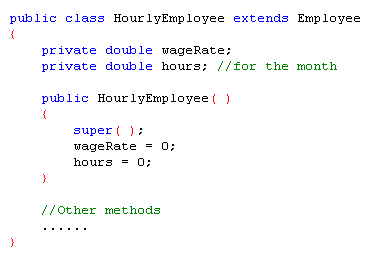 public class HourlyEmployee extends Employee
{
    private double wageRate;
    private double hours; //for the month

    public HourlyEmployee( )
    {
        super( );
        wageRate = 0;
        hours = 0;
    }

    //Other methods
    ......
}